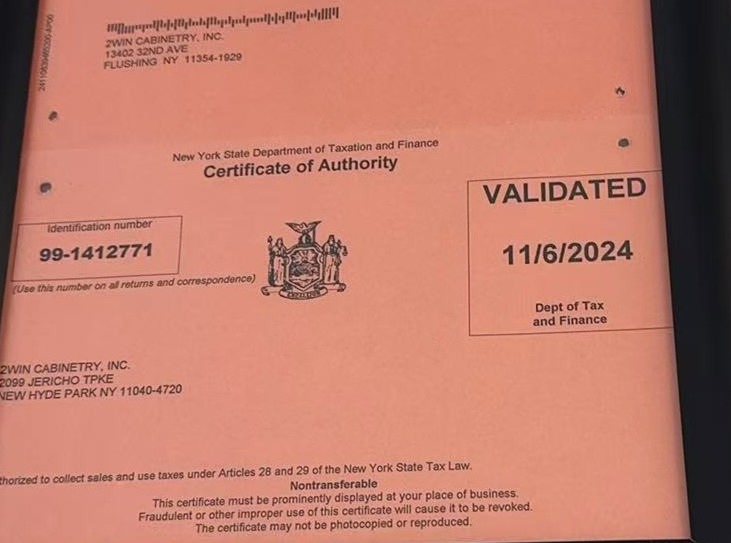 24110639465200-AP00
2WIN CABINETRY, INC.
13402 32ND AVE
FLUSHING NY 11354-1929
New York State Department of Taxation and Finance
Certificate of Authority
Identification number
99-1412771
(Use this number on all returns and correspondence)
VALIDATED
11/6/2024
Dept of Tax
and Finance
EXCELSIOR
2WIN CABINETRY, INC.
2099 JERICHO TPKE
NEW HYDE PARK NY 11040-4720
thorized to collect sales and use taxes under Articles 28 and 29 of the New York State Tax Law.
Nontransferable
This certificate must be prominently displayed at your place of business.
Fraudulent or other improper use of this certificate will cause it to be revoked.
The certificate may not be photocopied or reproduced.